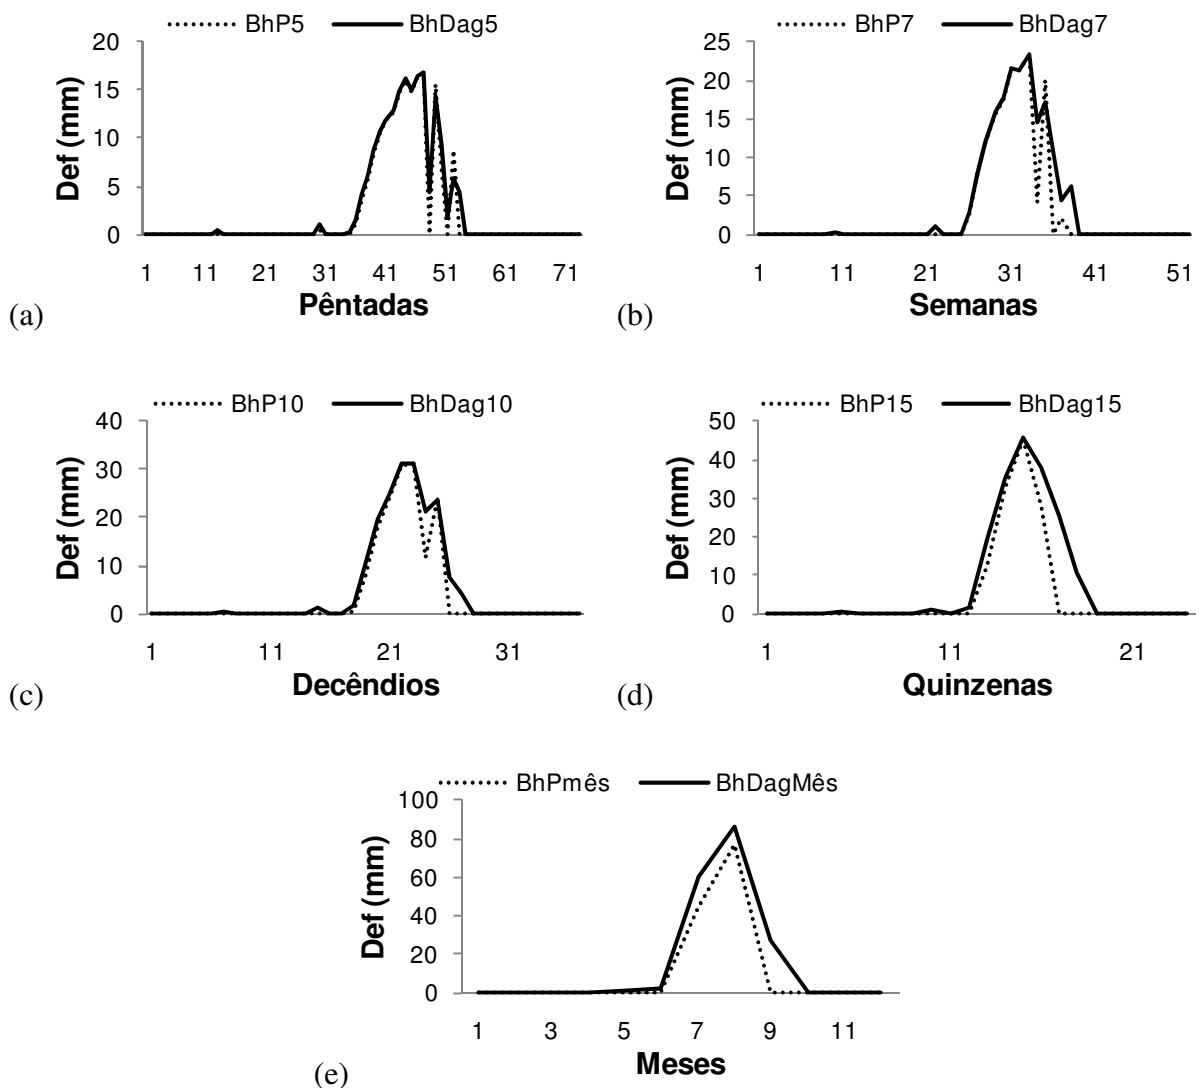 BhP5 BhDag5
20
15
10
5
0
Def (mm)
1 11 21 31 41 51 61 71
Pêntadas
(a)
BhP7 BhDag7
25
20
15
10
5
0
Def (mm)
1 11 21 31 41 51
Semanas
(b)
BhP10 BhDag10
40
30
20
10
0
Def (mm)
1 11 21 31
Decêndios
(c)
BhP15 BhDag15
50
40
30
20
10
0
Def (mm)
1 11 21
Quinzenas
(d)
BhPmês BhDagMês
100
80
60
40
20
0
Def (mm)
1 3 5 7 9 11
Meses
(e)